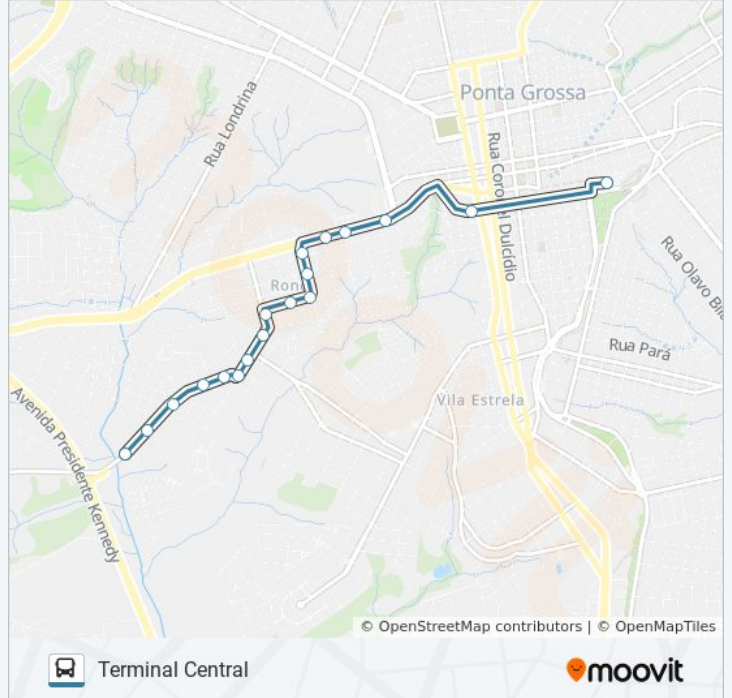 Ponta Grossa
Rua Londrina
Rua Coronel Dulcídio
Rua Olavo Bila
Rua Pará
Vila Estrela
Avenida Presidente Kennedy
© OpenStreetMap contributors | © OpenMapTiles
Terminal Central
moovit